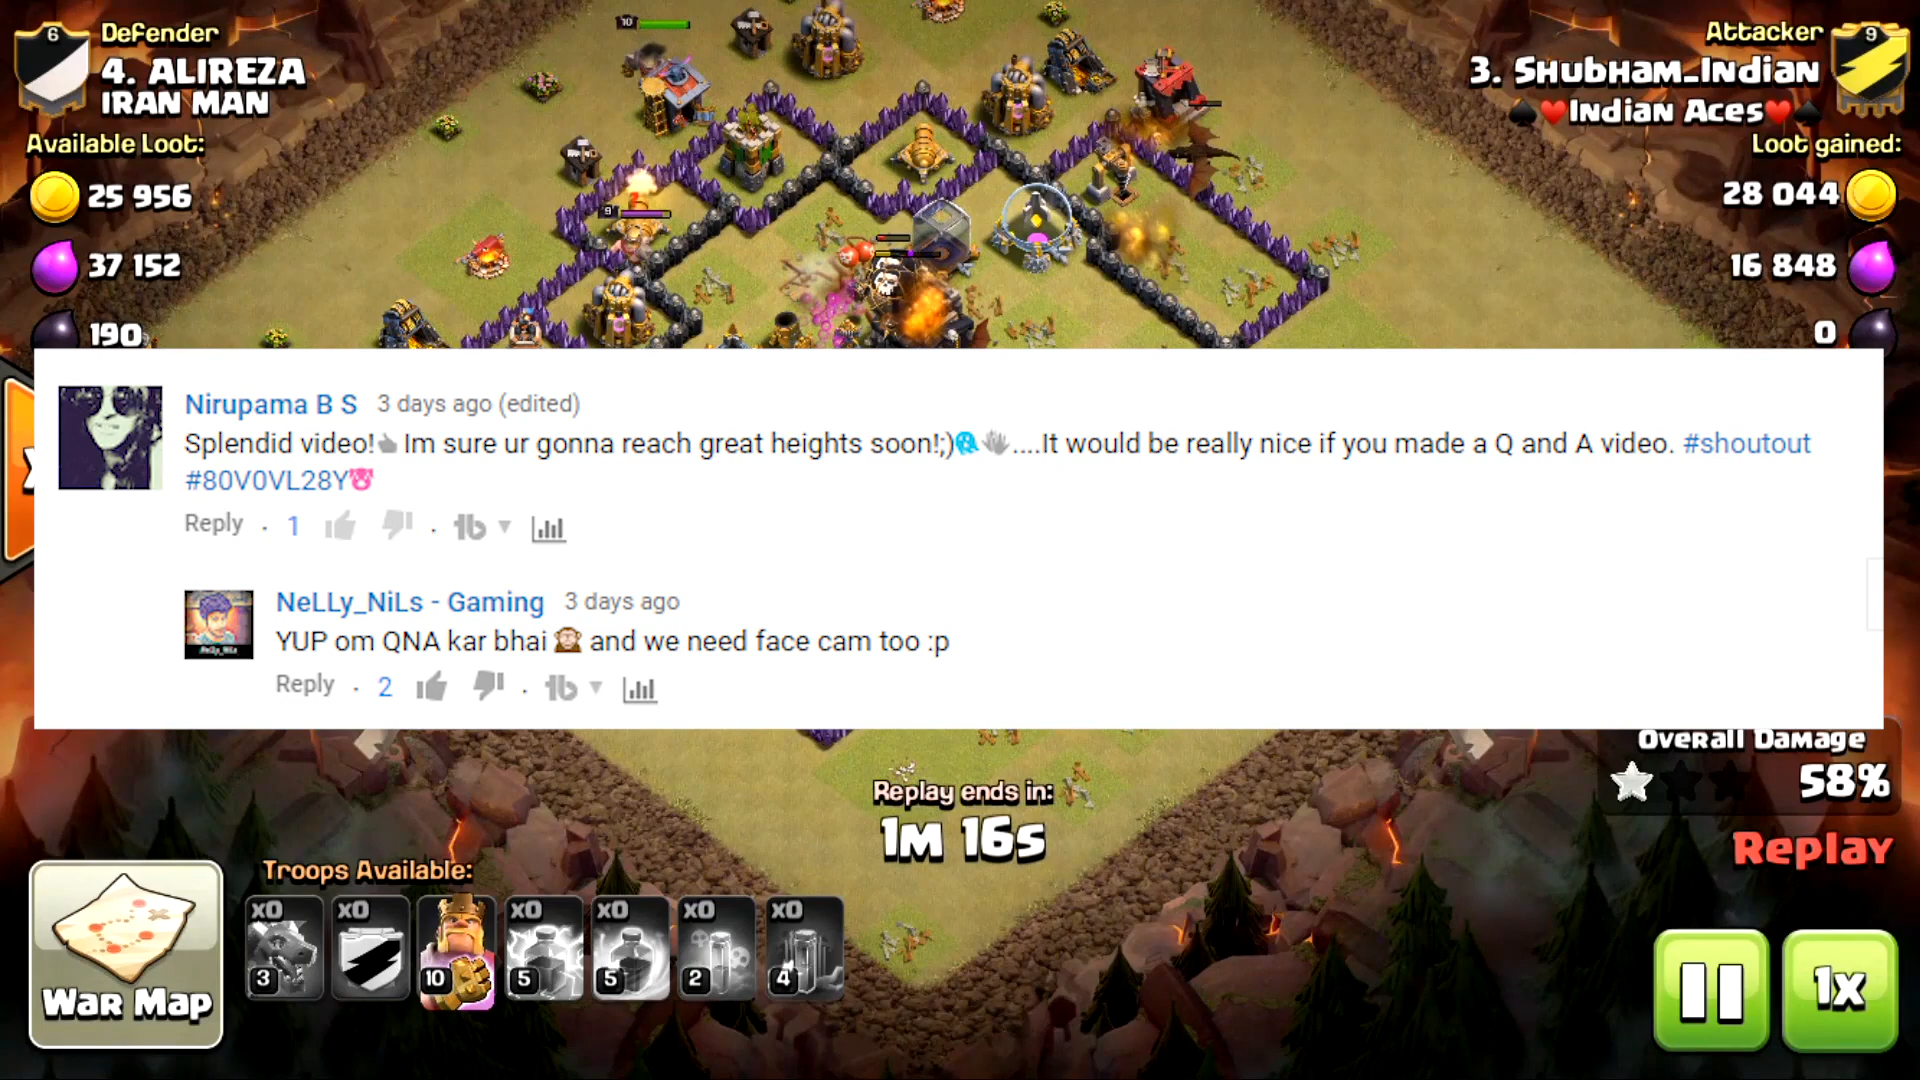 6
Defender
4. ALIREZA
IRAN MAN
Available Loot:
25 956
37 152
190
10
9
Attacker
9
3. Shubham_Indian
♠❤Indian Aces❤♠
Loot gained:
28 044
16 848
0
Nirupama B S 3 days ago (edited)
Splendid video!👍 Im sure ur gonna reach great heights soon!;)👋....It would be really nice if you made a Q and A video. #shoutout
#80V0VL28Y
Reply . 1 . tb
NeLLy_NiLs - Gaming 3 days ago
YUP om QNA kar bhai 🙈 and we need face cam too :p
Reply . 2 . tb
Overall Damage
58%
Replay ends in:
1M 16s
Replay
Troops Available:
x0 x0 x0 x0 x0 x0
3 10 5 5 2 4
War Map
1x